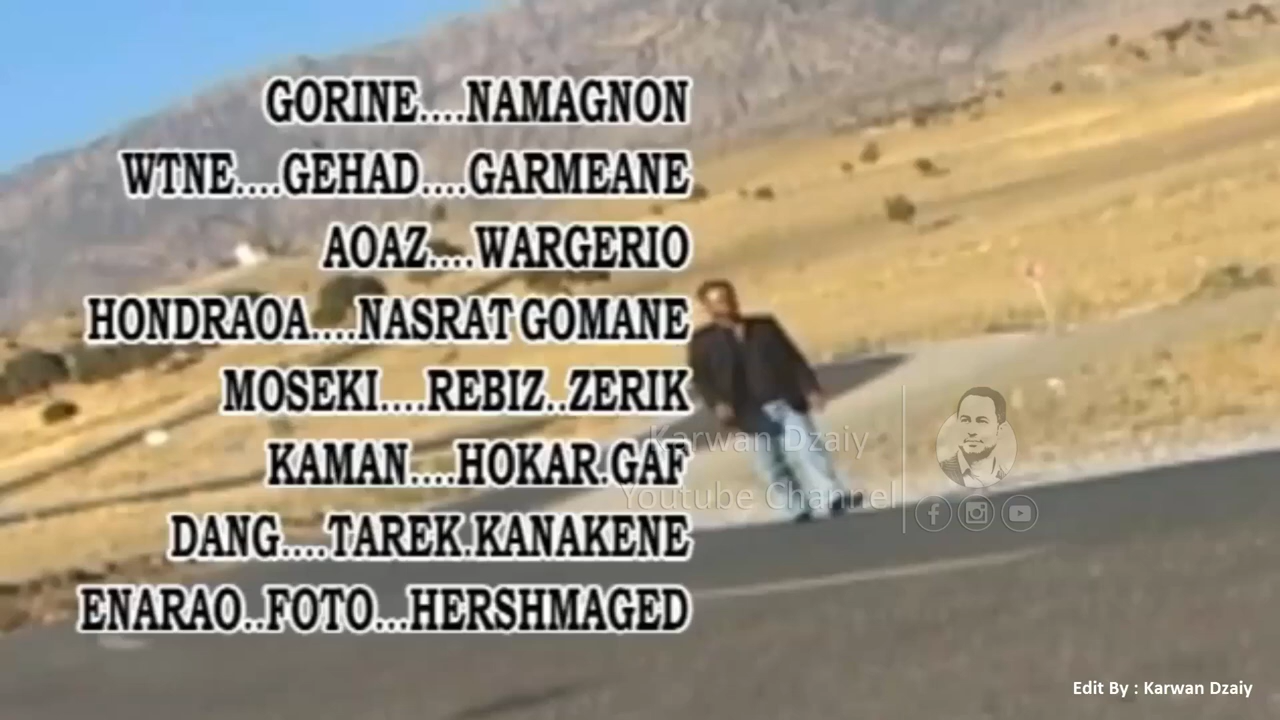 GORINE....NAMAGNON
WTNE....GEHAD....GARMEANE
AOAZ....WARGERIO
HONDRAOA....NASRAT GOMANE
MOSEKI....REBIZ..ZERIK
KAMAN....HOKAR.GAF
DANG....TAREK.KANAKENE
ENARAO..FOTO...HERSHMAGED
Karwan Dzaiy
Youtube Channel
Edit By : Karwan Dzaiy